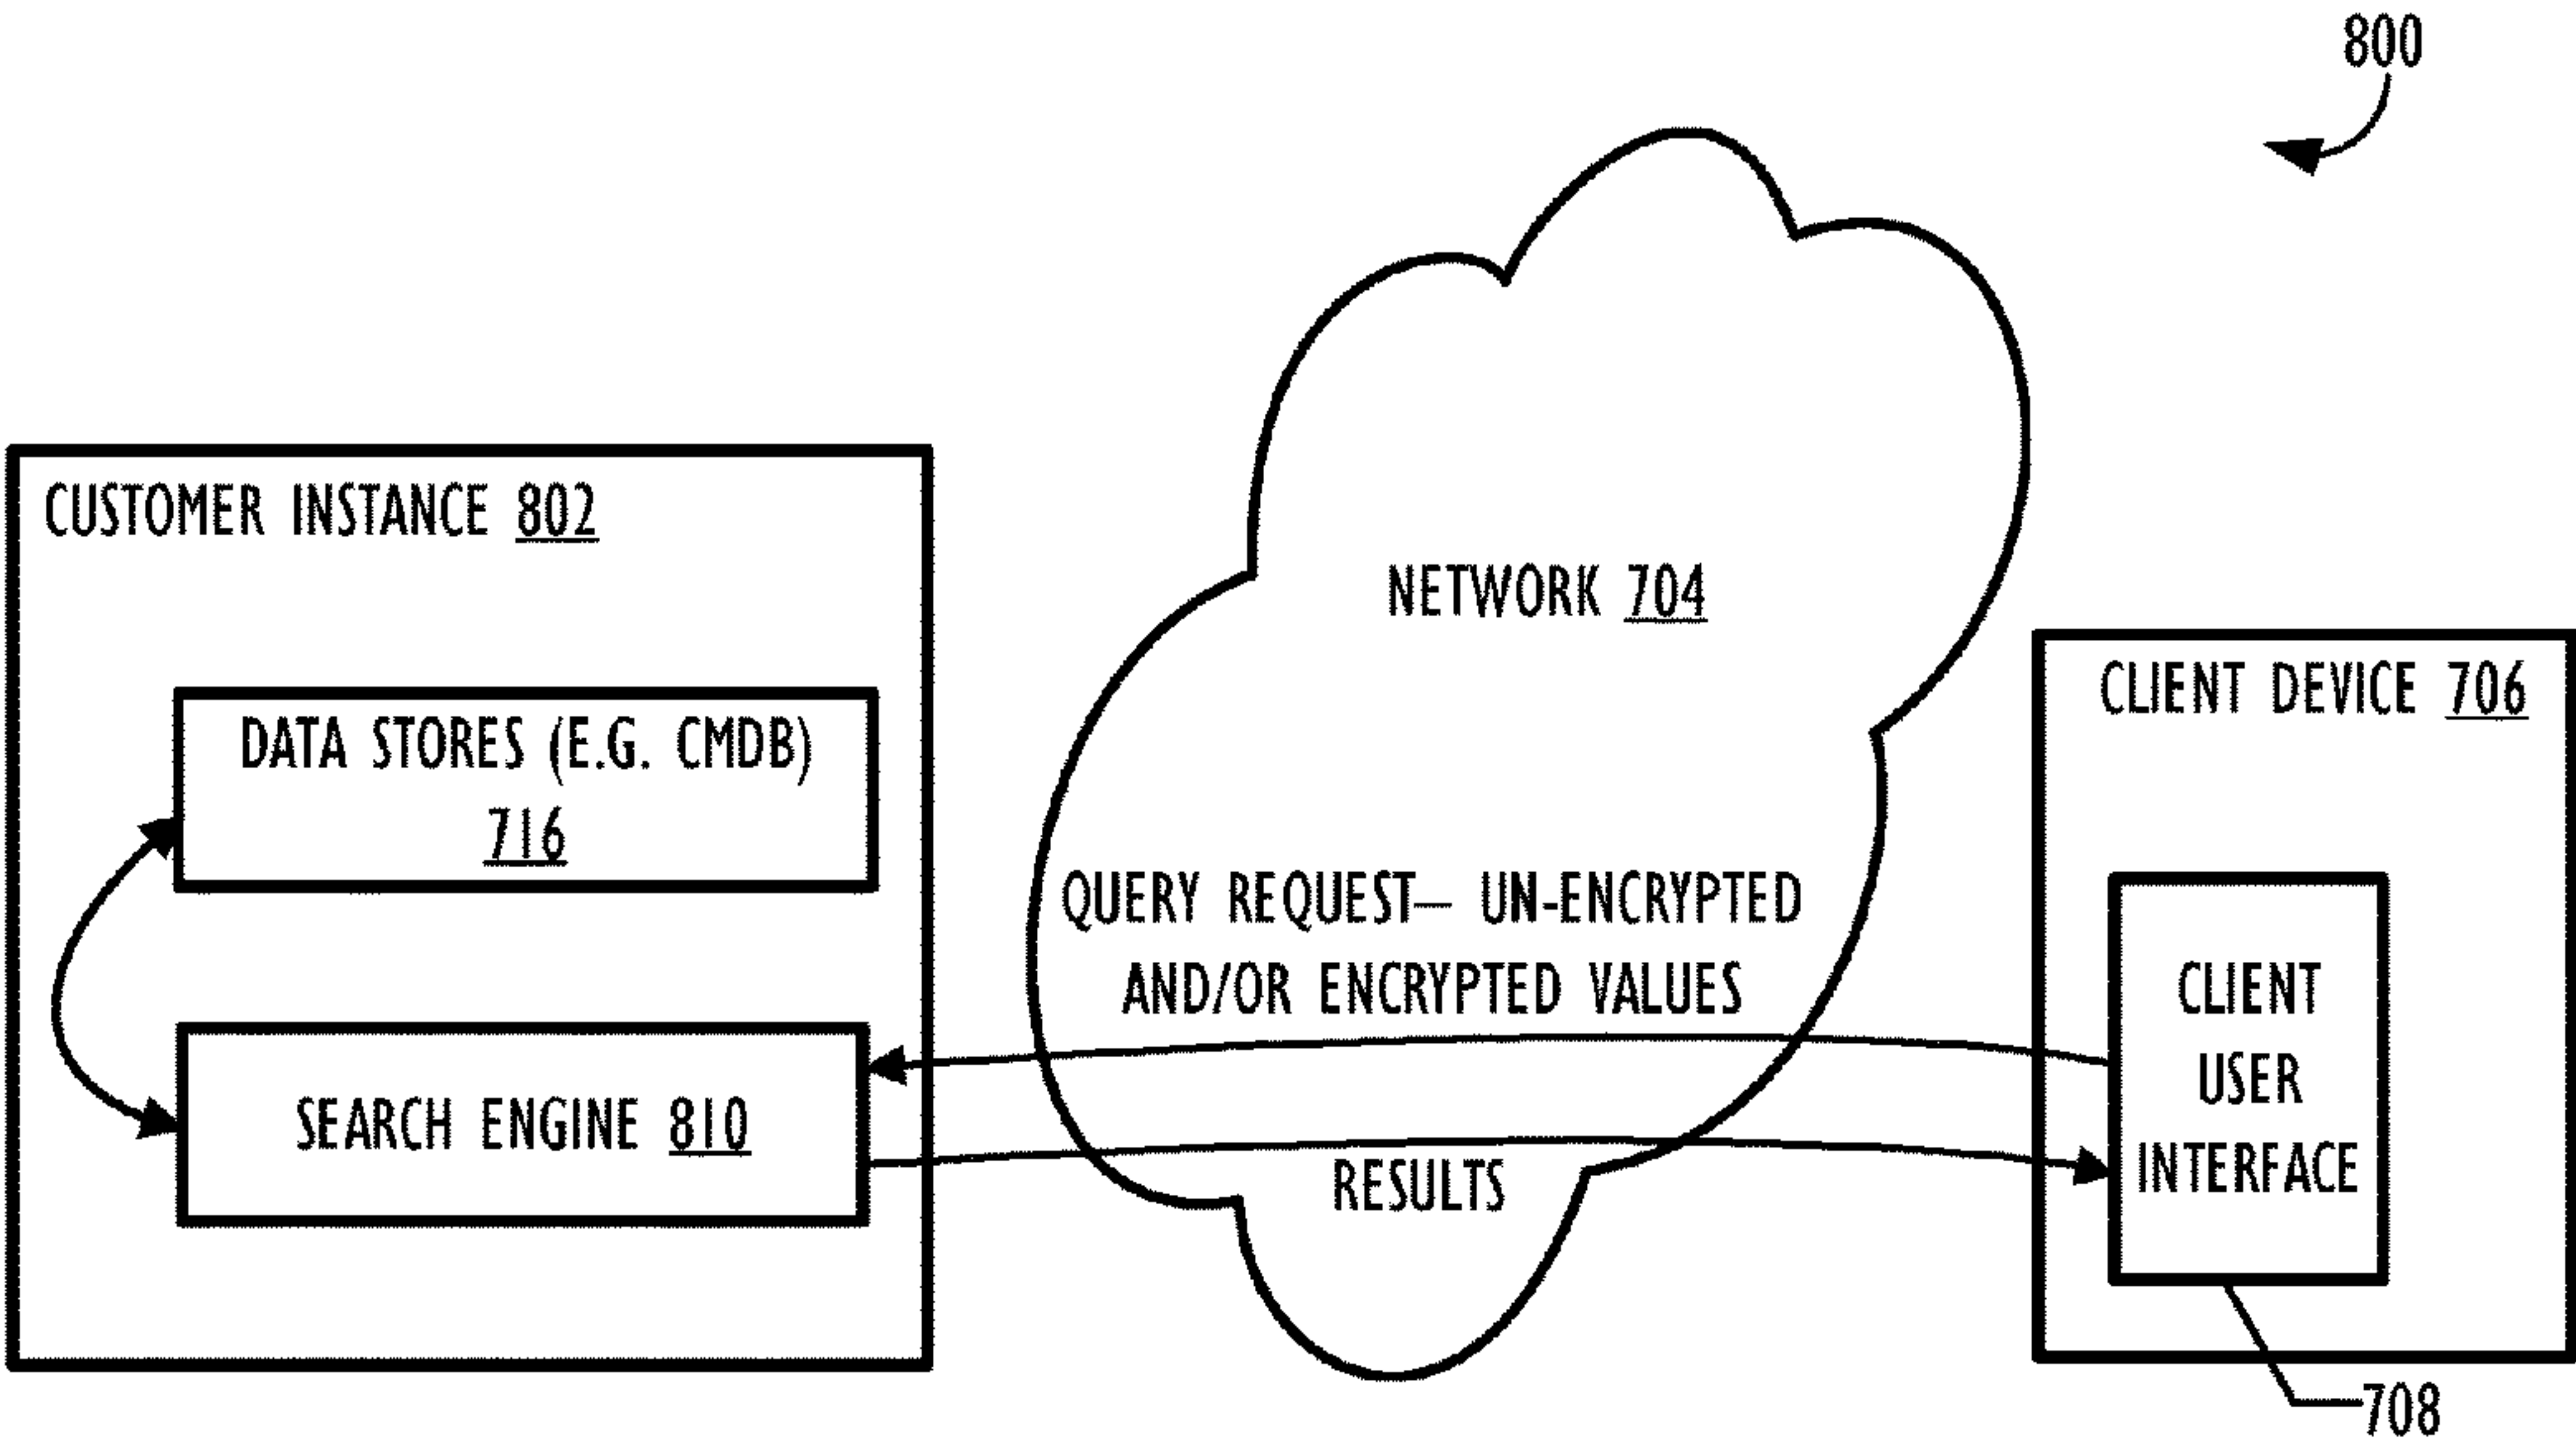 800
CUSTOMER INSTANCE 802
DATA STORES (E.G. CMDB)
716
SEARCH ENGINE 810
NETWORK 704
QUERY REQUEST— UN-ENCRYPTED
AND/OR ENCRYPTED VALUES
RESULTS
CLIENT DEVICE 706
CLIENT
USER
INTERFACE
708